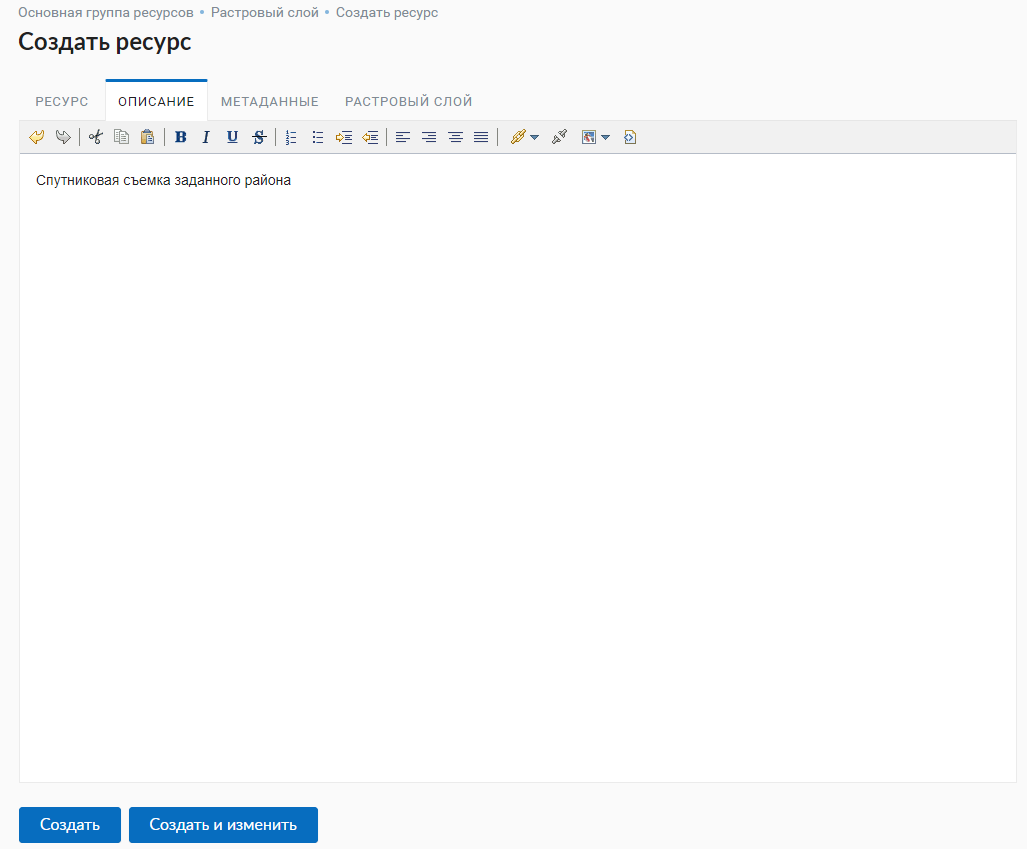 Основная группа ресурсов • Растровый слой • Создать ресурс
Создать ресурс
РЕСУРС ОПИСАНИЕ МЕТАДАННЫЕ РАСТРОВЫЙ СЛОЙ
B I U S
Спутниковая съемка заданного района
Создать Создать и изменить